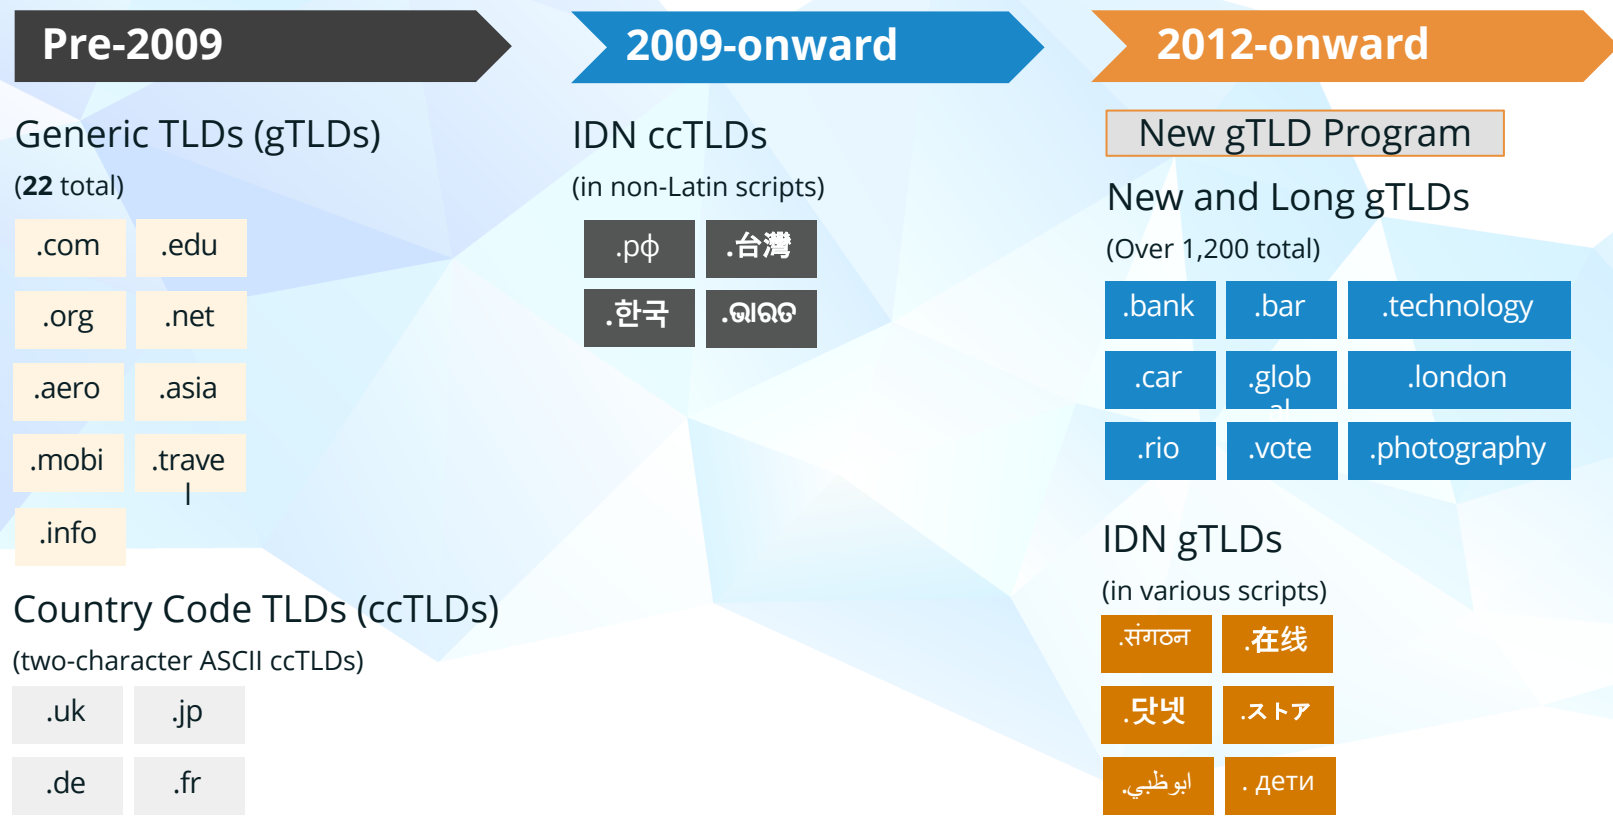 Pre-2009
Generic TLDs (gTLDs)
(22 total)
.com .edu
.org .net
.aero .asia
.mobi .trave
l
.info
Country Code TLDs (ccTLDs)
(two-character ASCII ccTLDs)
.uk .jp
.de .fr
2009-onward
IDN ccTLDs
(in non-Latin scripts)
.рф .台灣
.한국 .ଭାରତ
2012-onward
New gTLD Program
New and Long gTLDs
(Over 1,200 total)
.bank .bar .technology
.car .glob
al .london
.rio .vote .photography
IDN gTLDs
(in various scripts)
.संगठन .在线
.닷넷 .ストア
.ابوظبي . дети